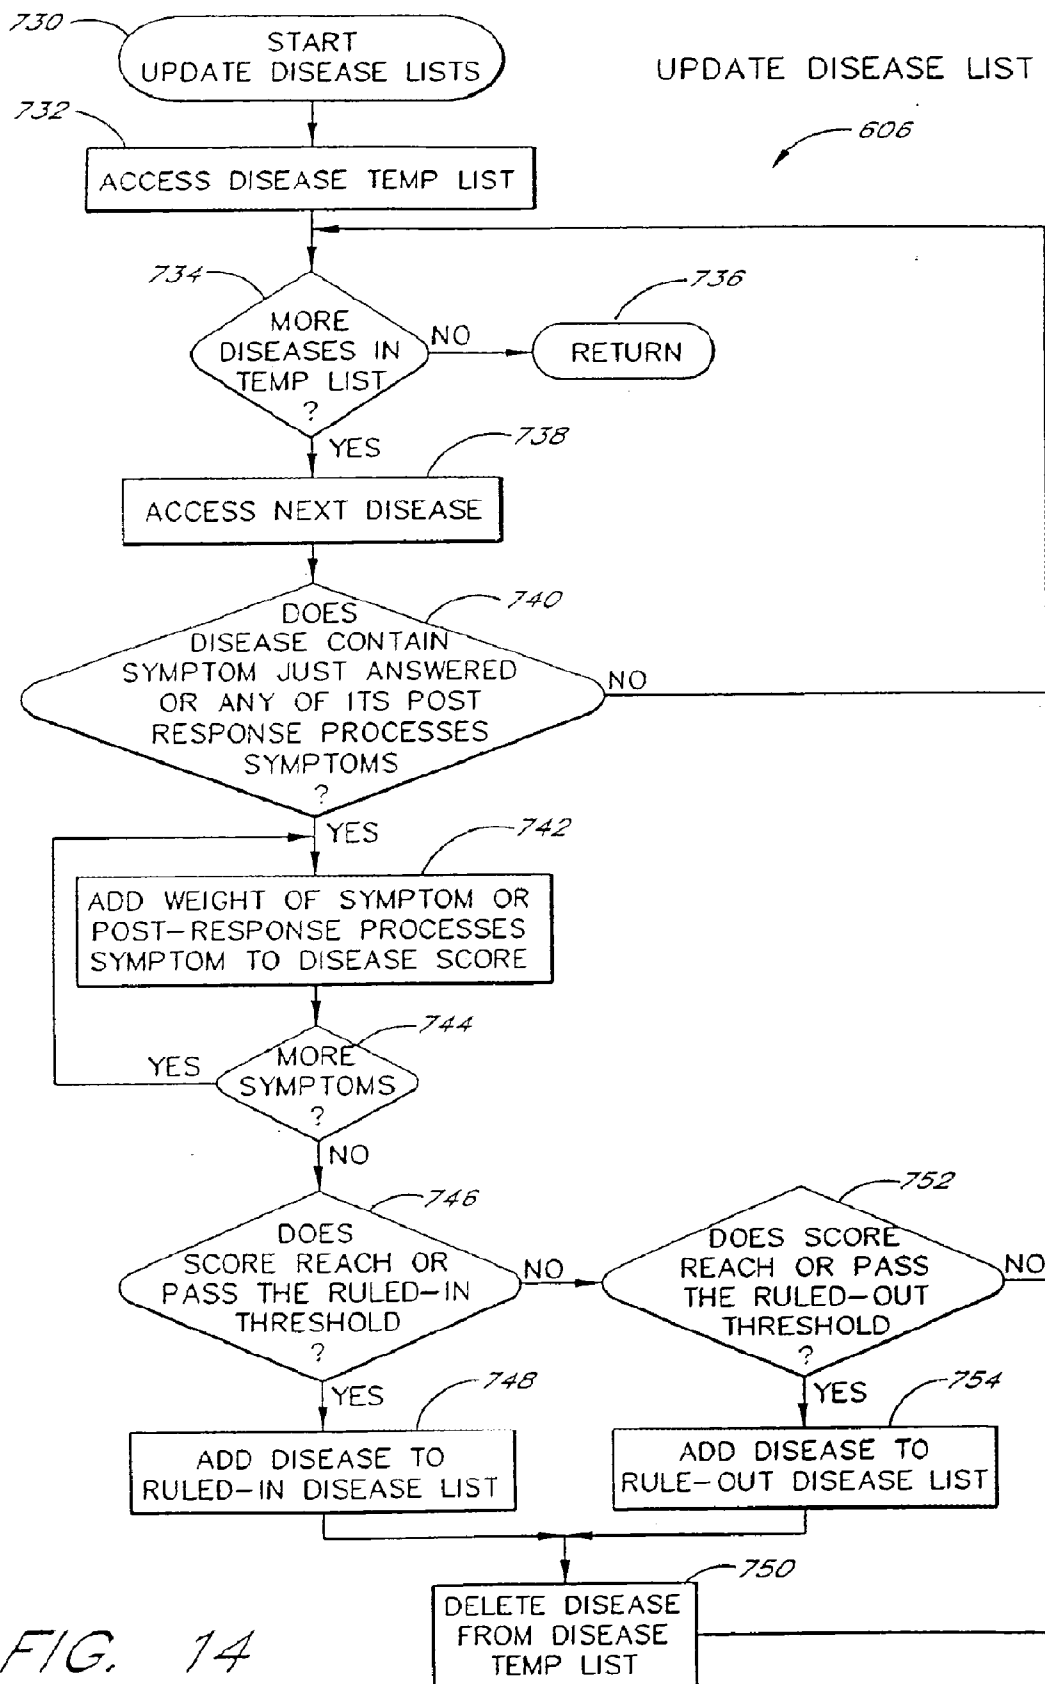 730
START
UPDATE DISEASE LISTS
UPDATE DISEASE LIST
606
732
ACCESS DISEASE TEMP LIST
734
MORE
DISEASES IN
TEMP LIST
?
NO
736
RETURN
YES
738
ACCESS NEXT DISEASE
740
DOES
DISEASE CONTAIN
SYMPTOM JUST ANSWERED
OR ANY OF ITS POST
RESPONSE PROCESSES
SYMPTOMS
?
NO
YES
742
ADD WEIGHT OF SYMPTOM OR
POST-RESPONSE PROCESSES
SYMPTOM TO DISEASE SCORE
744
MORE
SYMPTOMS
?
YES
NO
746
DOES
SCORE REACH OR
PASS THE RULED-IN
THRESHOLD
?
NO
752
DOES SCORE
REACH OR PASS
THE RULED-OUT
THRESHOLD
?
NO
YES
748
ADD DISEASE TO
RULED-IN DISEASE LIST
YES
754
ADD DISEASE TO
RULE-OUT DISEASE LIST
750
DELETE DISEASE
FROM DISEASE
TEMP LIST
FIG. 14